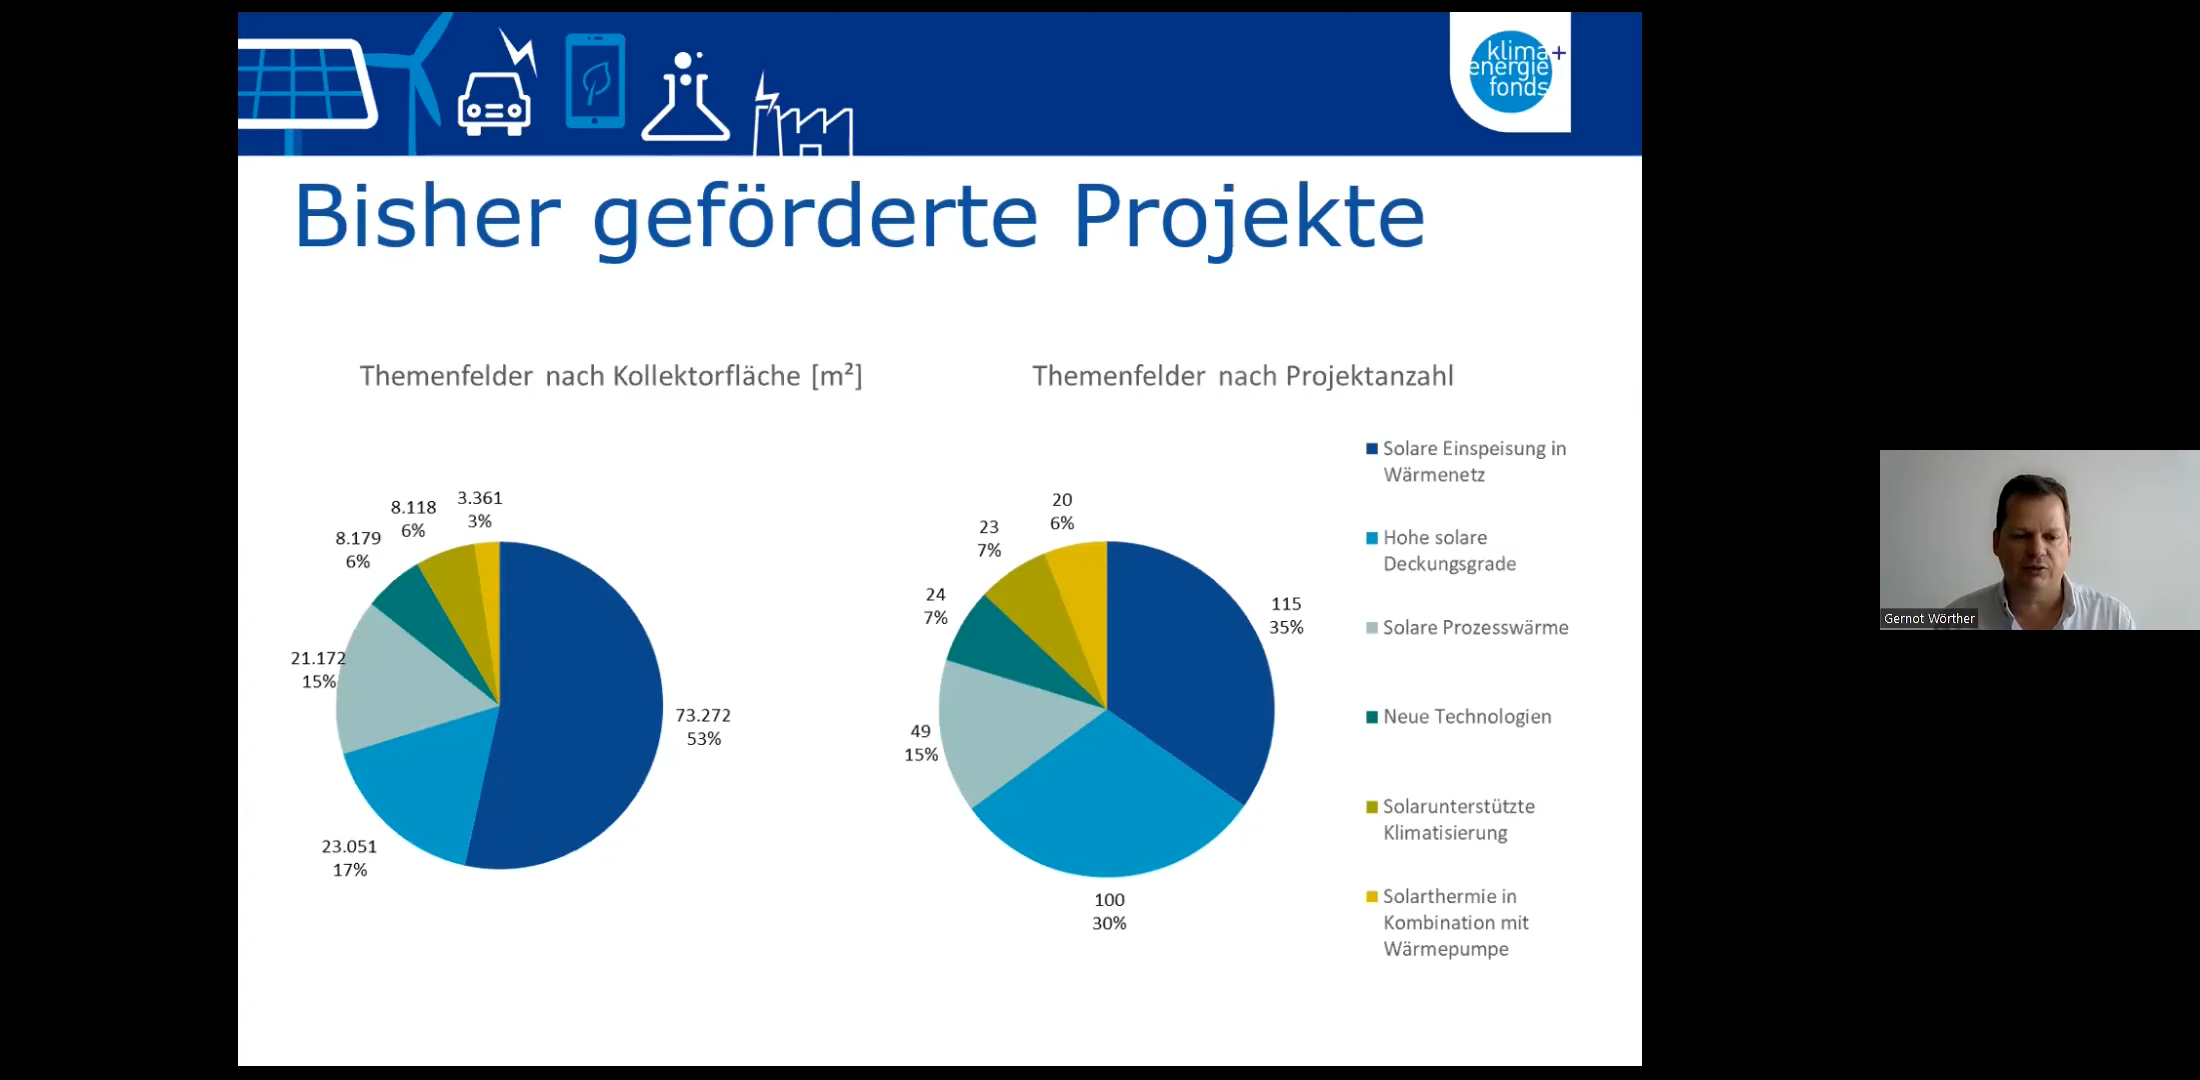 klima+
energie
fonds
Bisher geförderte Projekte
Themenfelder nach Kollektorfläche [m²]
3.361
3%
8.118
6%
8.179
6%
21.172
15%
73.272
53%
23.051
17%
Themenfelder nach Projektanzahl
20
6%
23
7%
24
7%
115
35%
49
15%
100
30%
Solare Einspeisung in
Wärmenetz
Hohe solare
Deckungsgrade
Solare Prozesswärme
Neue Technologien
Solarunterstützte
Klimatisierung
Solarthermie in
Kombination mit
Wärmepumpe
Gernot Wörther